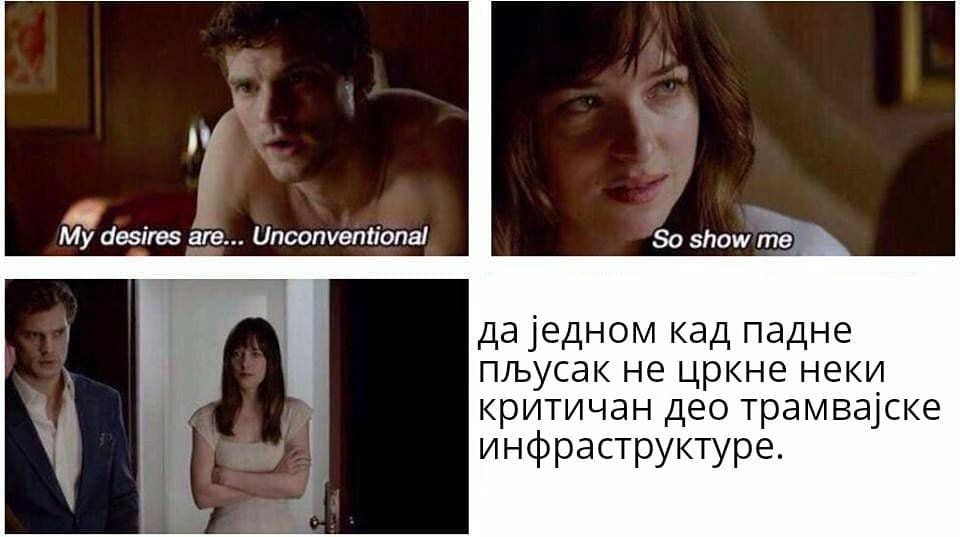 My desires are... Unconventional
So show me
да једном кад падне
пљусак не цркне неки
критичан део трамвајске
инфраструктуре.